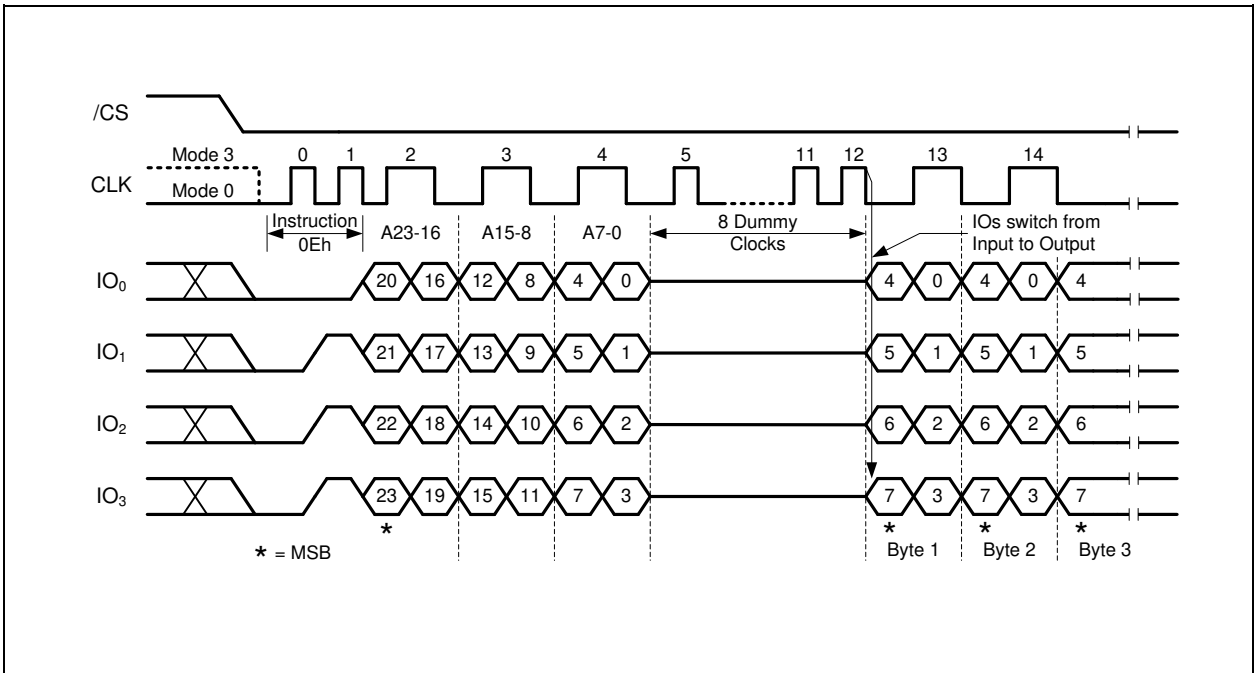 /CS
Mode 3 0 1 2 3 4 5 11 12 13 14
CLK Mode 0
Instruction
0Eh
A23-16 A15-8 A7-0
8 Dummy
Clocks
IOs switch from
Input to Output
IO0 20 16 12 8 4 0 4 0 4 0 4
IO1 21 17 13 9 5 1 5 1 5 1 5
IO2 22 18 14 10 6 2 6 2 6 2 6
IO3 23 19 15 11 7 3 7 3 7 3 7
* * * *
* = MSB
Byte 1 Byte 2 Byte 3